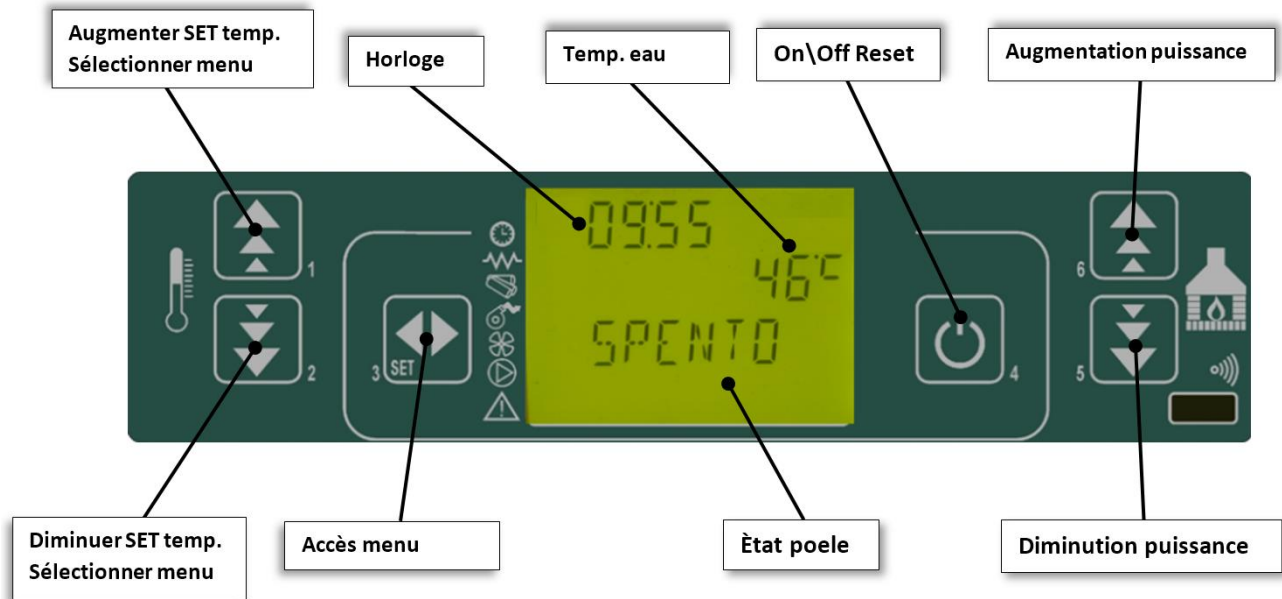 Augmenter SET temp.
Sélectionner menu
Horloge
Temp. eau
On\Off Reset
Augmentation puissance
09:55
46°C
SPENTO
1
2
3 SET
4
6
5
Diminuer SET temp.
Sélectionner menu
Accès menu
Ètat poele
Diminution puissance